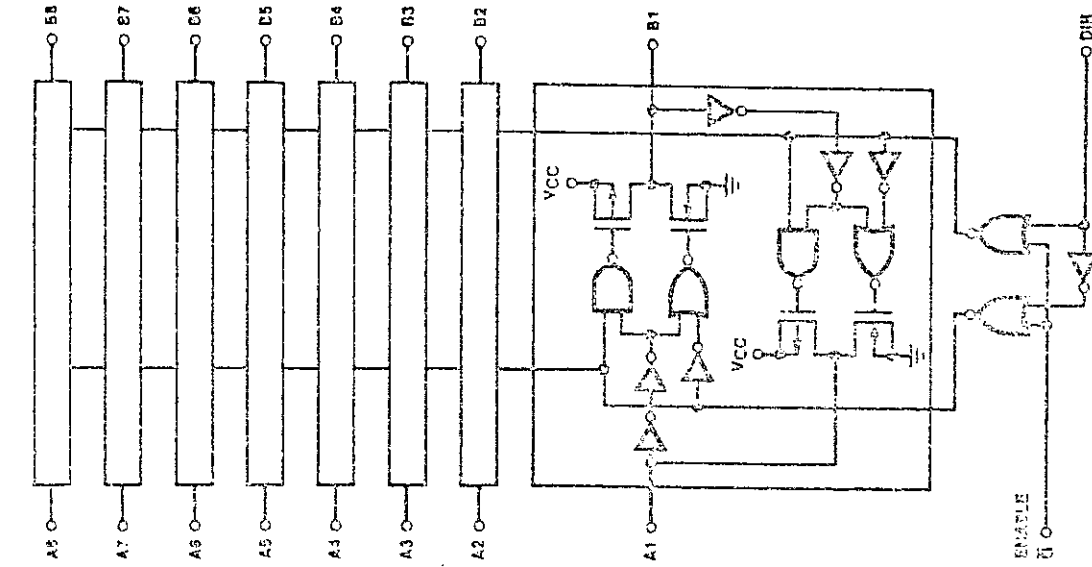 B8
B7
B6
B5
B4
B3
B2
B1
DIR
VCC
VCC
A8
A7
A6
A5
A4
A3
A2
A1
ENABLE
G̅